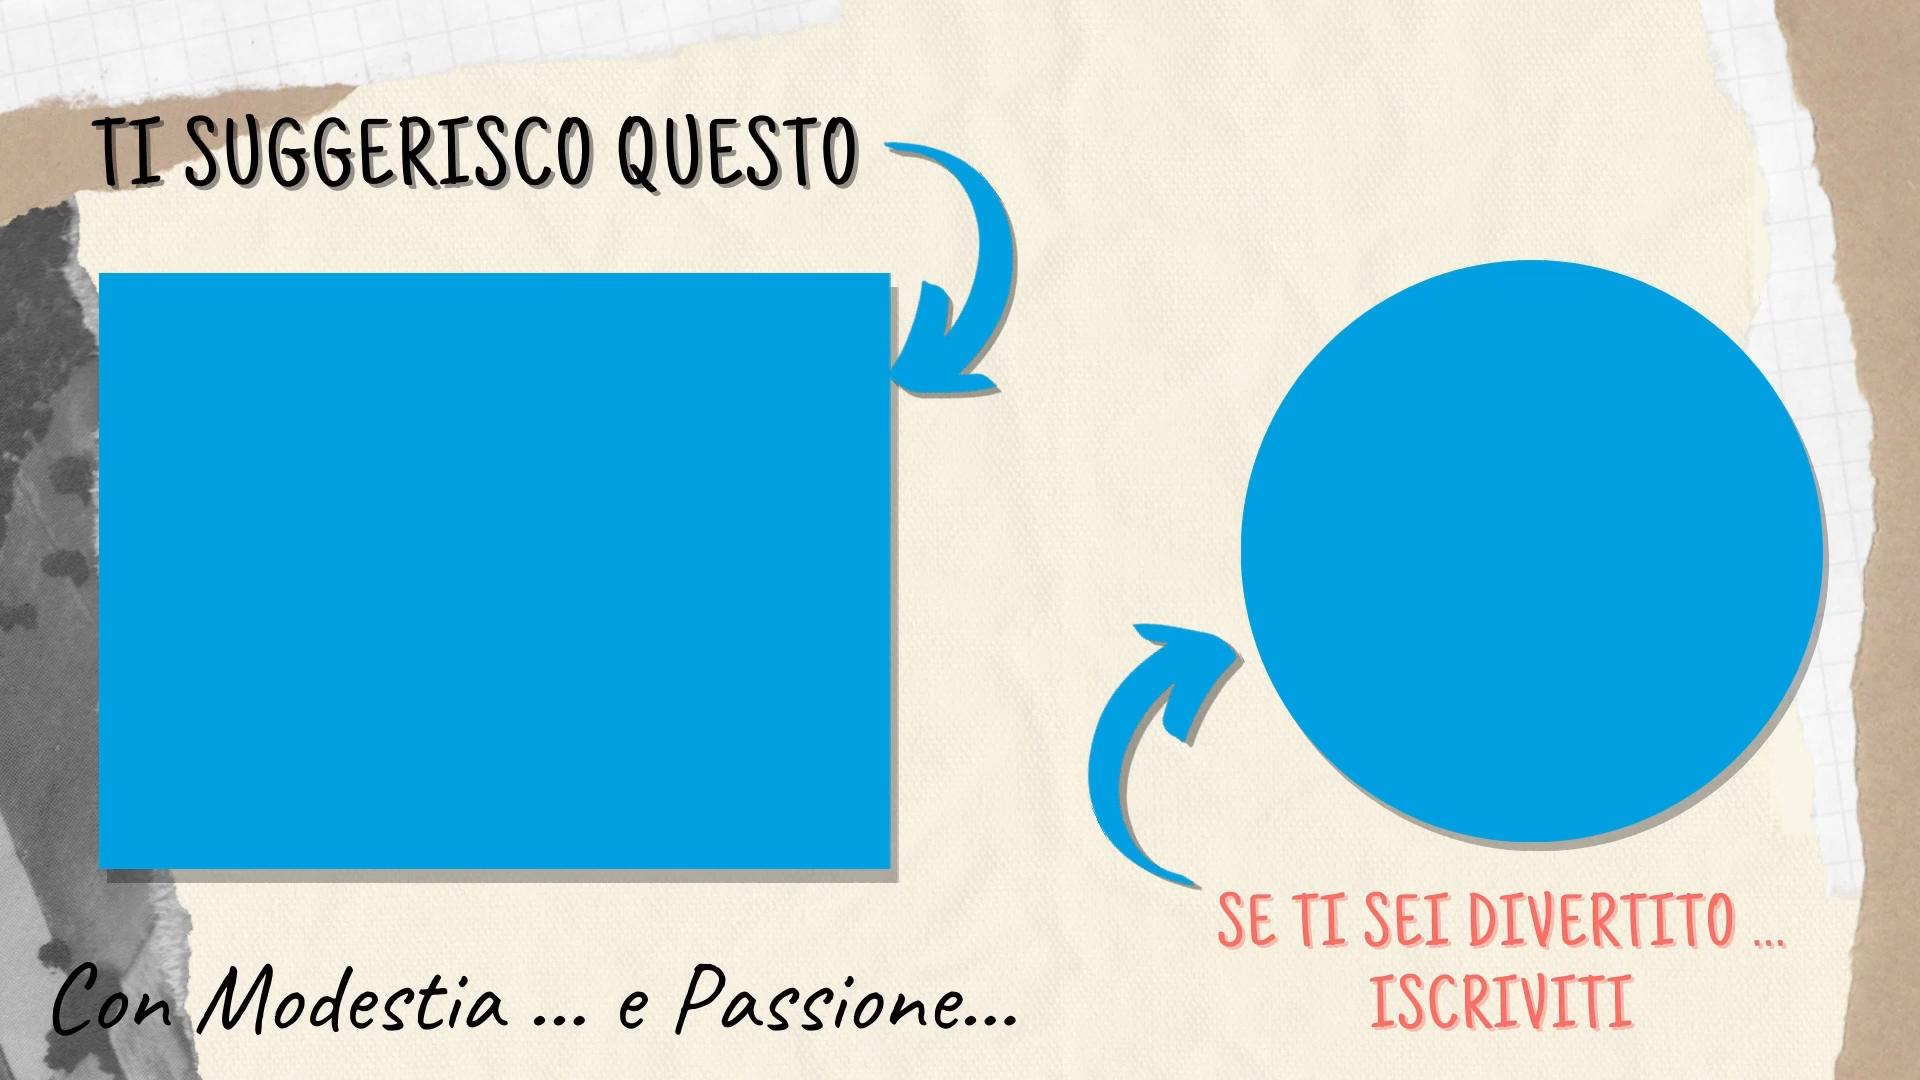 TI SUGGERISCO QUESTO
SE TI SEI DIVERTITO ...
ISCRIVITI
Con Modestia ... e Passione...